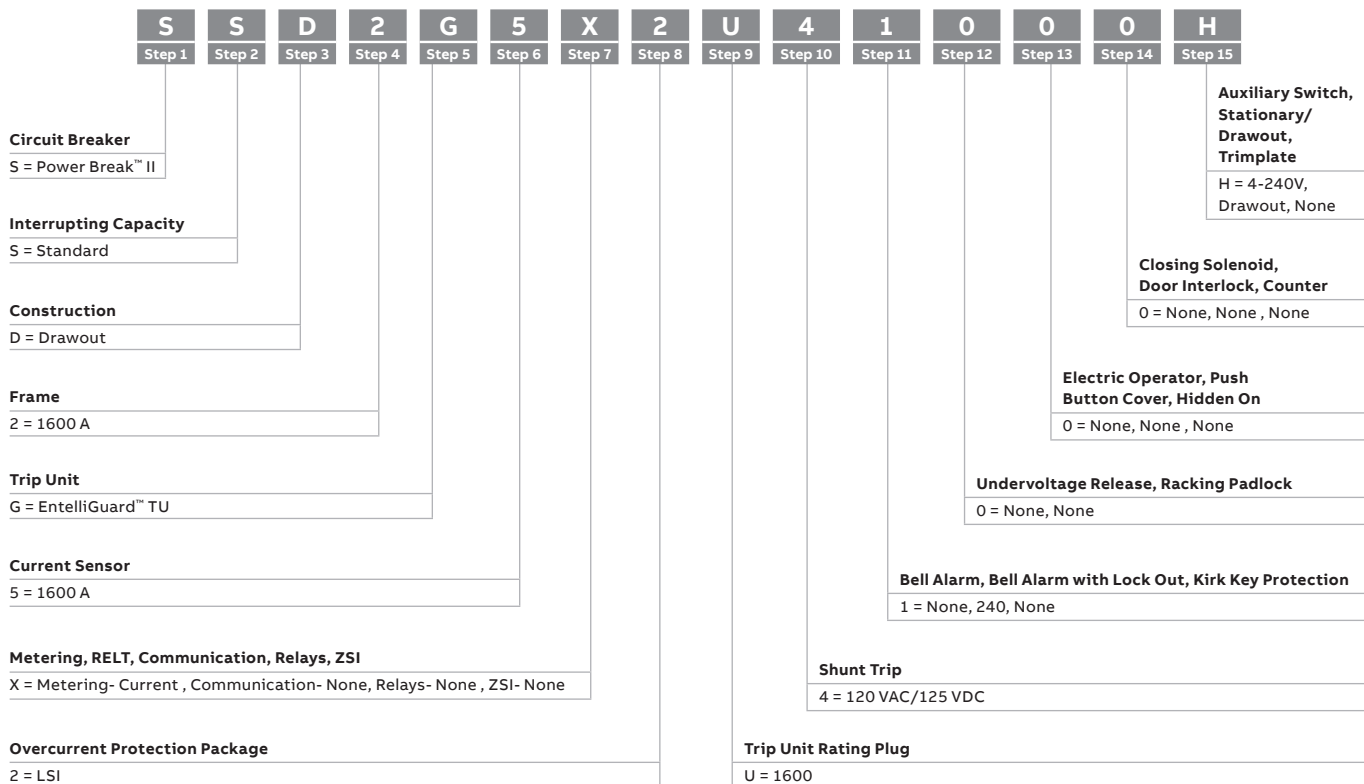 S S D 2 G 5 X 2 U 4 1 0 0 0 H
Step 1 Step 2 Step 3 Step 4 Step 5 Step 6 Step 7 Step 8 Step 9 Step 10 Step 11 Step 12 Step 13 Step 14 Step 15
Circuit Breaker
S = Power Break™ II
Interrupting Capacity
S = Standard
Construction
D = Drawout
Frame
2 = 1600 A
Trip Unit
G = EntelliGuard™ TU
Current Sensor
5 = 1600 A
Metering, RELT, Communication, Relays, ZSI
X = Metering- Current , Communication- None, Relays- None , ZSI- None
Overcurrent Protection Package
2 = LSI
Auxiliary Switch,
Stationary/
Drawout,
Trimplate
H = 4-240V,
Drawout, None
Closing Solenoid,
Door Interlock, Counter
0 = None, None , None
Electric Operator, Push
Button Cover, Hidden On
0 = None, None , None
Undervoltage Release, Racking Padlock
0 = None, None
Bell Alarm, Bell Alarm with Lock Out, Kirk Key Protection
1 = None, 240, None
Shunt Trip
4 = 120 VAC/125 VDC
Trip Unit Rating Plug
U = 1600